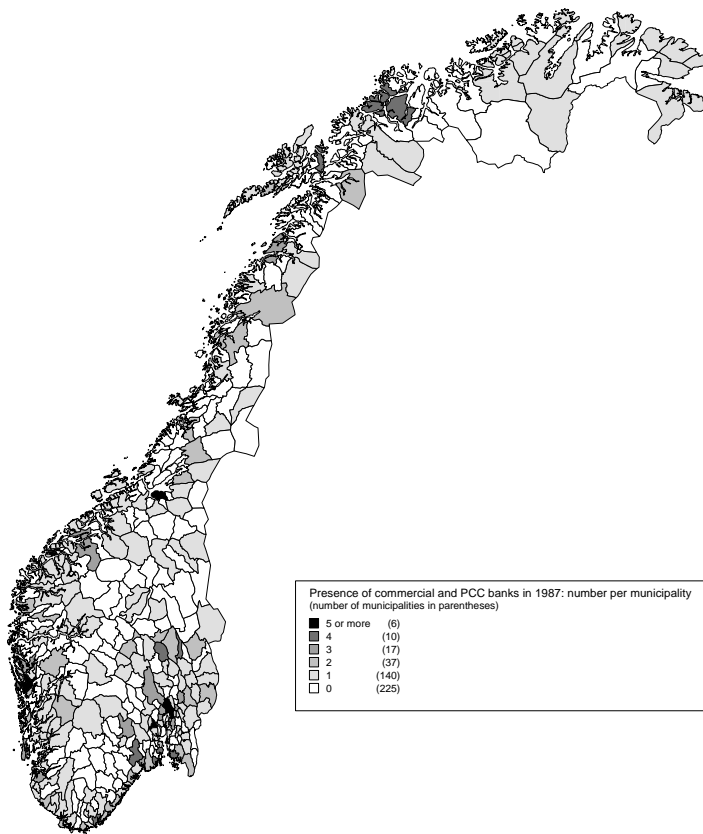 Presence of commercial and PCC banks in 1987: number per municipality
(number of municipalities in parentheses)
5 or more (6)
4 (10)
3 (17)
2 (37)
1 (140)
0 (225)